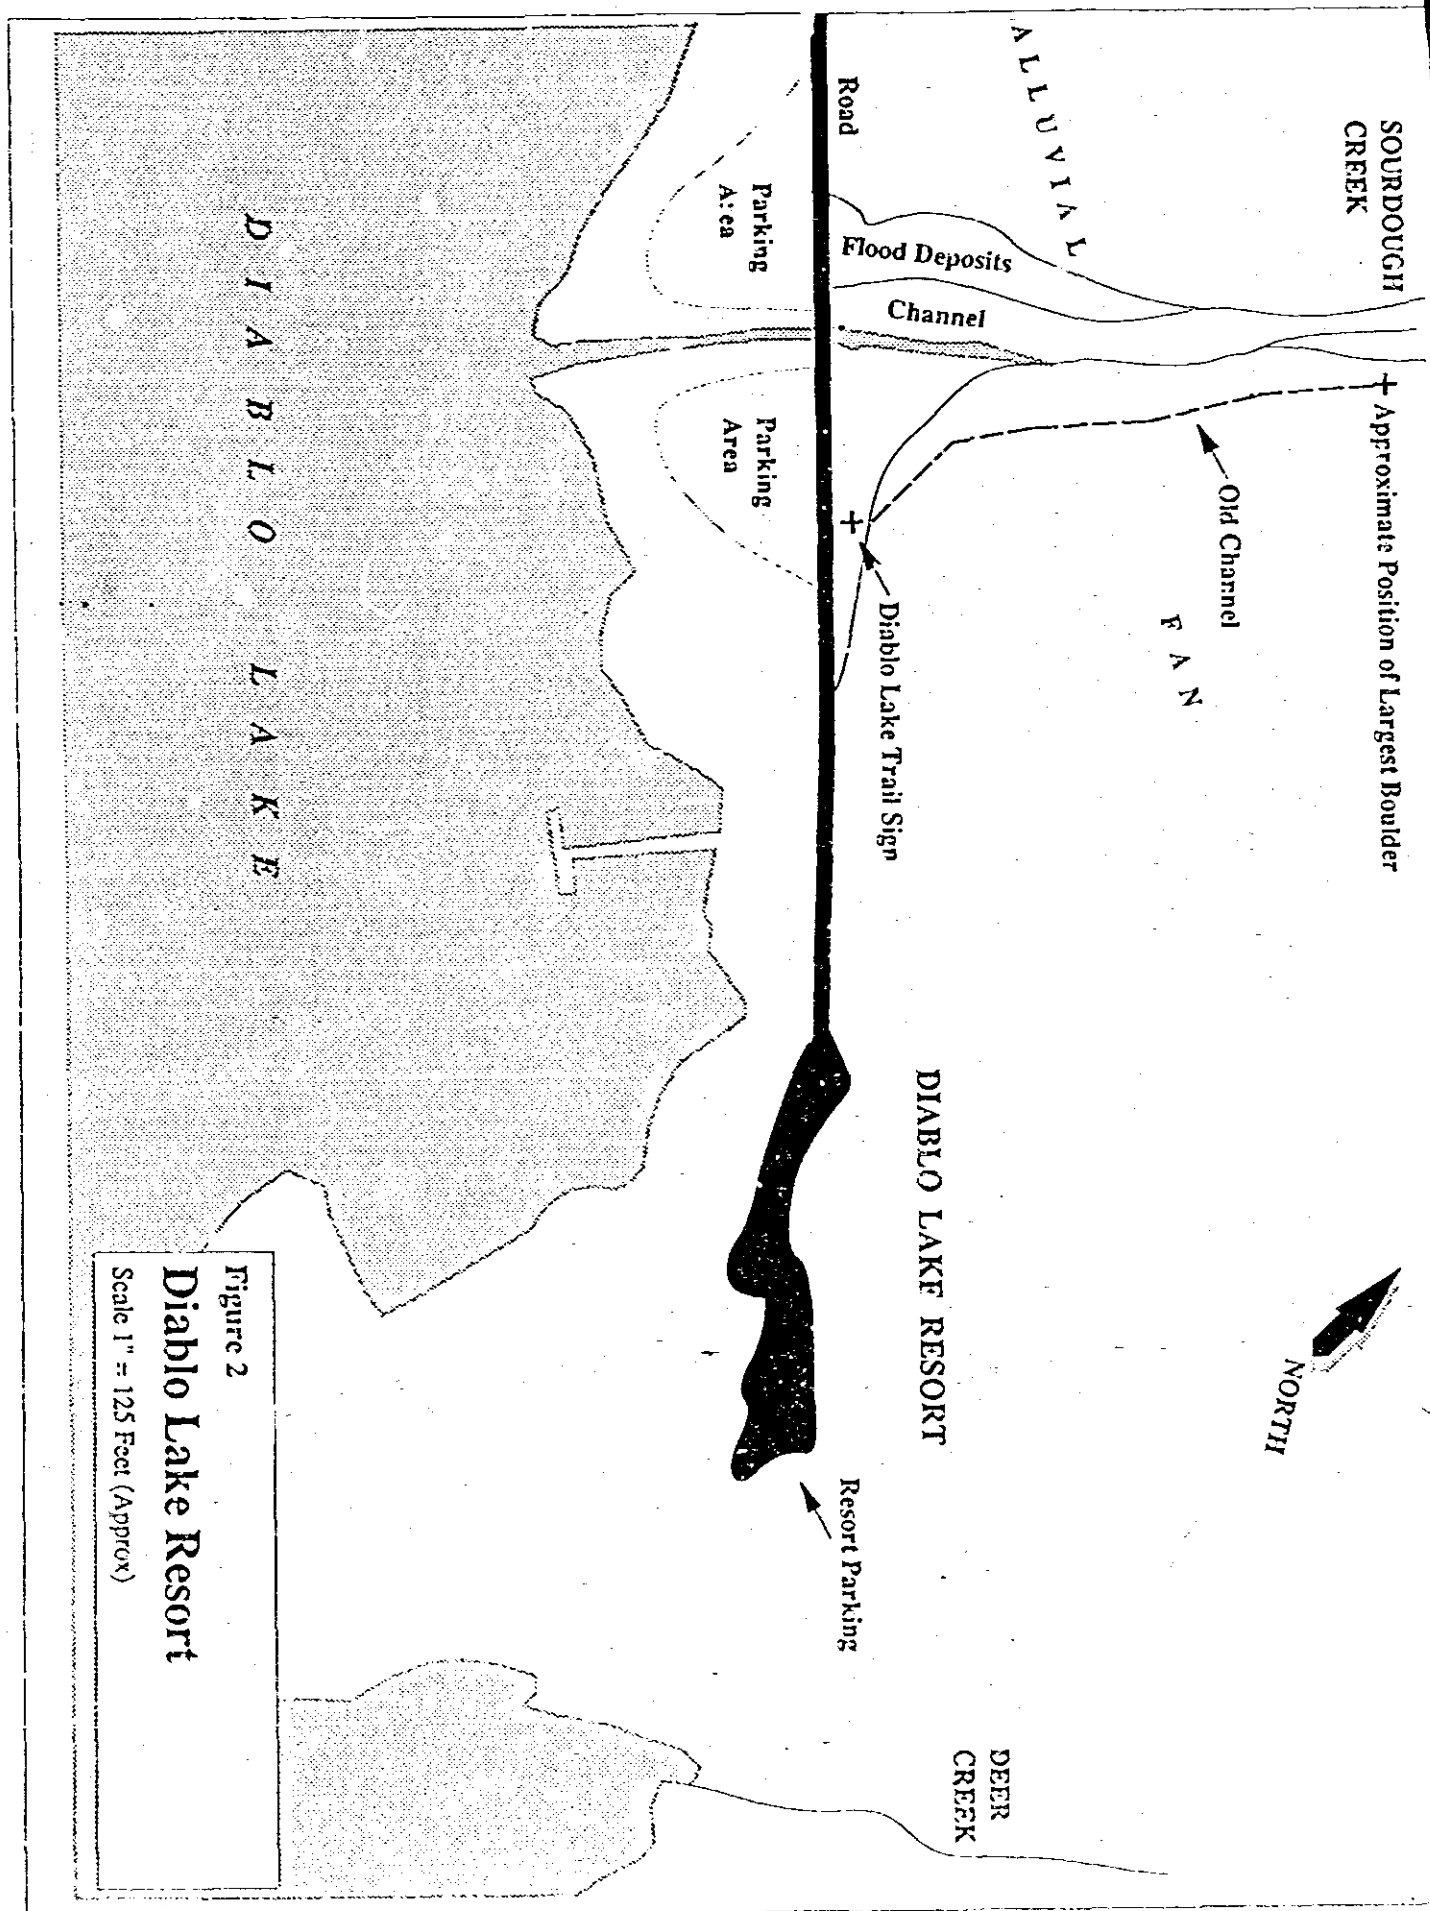 SOURDOUGH
CREEK
+ Approximate Position of Largest Boulder
Old Channel
ALLUVIAL
FAN
Flood Deposits
Channel
Road
Diablo Lake Trail Sign
Parking
A:ea
Parking
Area
DIABLO LAKE
DIABLO LAKE RESORT
NORTH
Resort Parking
DEER
CREEK
Figure 2
Diablo Lake Resort
Scale 1" = 125 Feet (Approx)